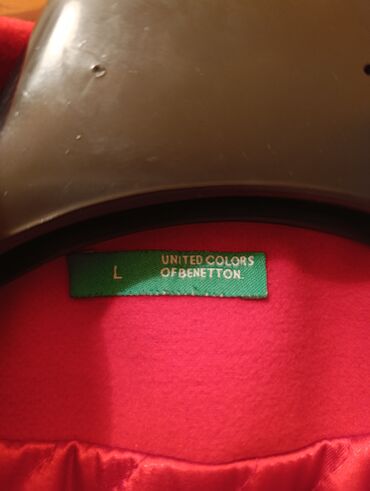 L
UNITED COLORS
OF BENETTON.